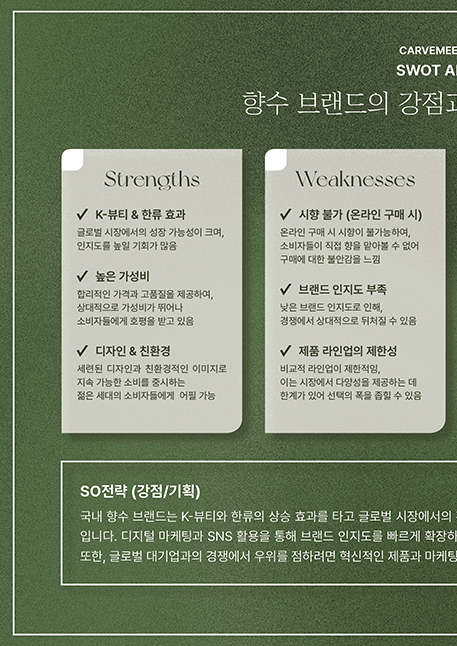 CARVEMEE
SWOT A
향수 브랜드의 강점과
Strengths
K-뷰티 & 한류 효과
글로벌 시장에서의 성장 가능성이 크며,
인지도를 높일 기회가 많음
높은 가성비
합리적인 가격과 고품질을 제공하여,
상대적으로 가성비가 뛰어나
소비자들에게 호평을 받고 있음
디자인 & 친환경
세련된 디자인과 친환경적인 이미지로
지속 가능한 소비를 중시하는
젊은 세대의 소비자들에게 어필 가능
Weaknesses
시향 불가 (온라인 구매 시)
온라인 구매 시 시향이 불가능하여,
소비자들이 직접 향을 맡아볼 수 없어
구매에 대한 불안감을 느낌
브랜드 인지도 부족
낮은 브랜드 인지도로 인해,
경쟁에서 상대적으로 뒤처질 수 있음
제품 라인업의 제한성
비교적 라인업이 제한적임,
이는 시장에서 다양성을 제공하는 데
한계가 있어 선택의 폭을 좁힐 수 있음
SO전략 (강점/기획)
국내 향수 브랜드는 K-뷰티와 한류의 상승 효과를 타고 글로벌 시장에서의
입니다. 디지털 마케팅과 SNS 활용을 통해 브랜드 인지도를 빠르게 확장하
또한, 글로벌 대기업과의 경쟁에서 우위를 점하려면 혁신적인 제품과 마케팅